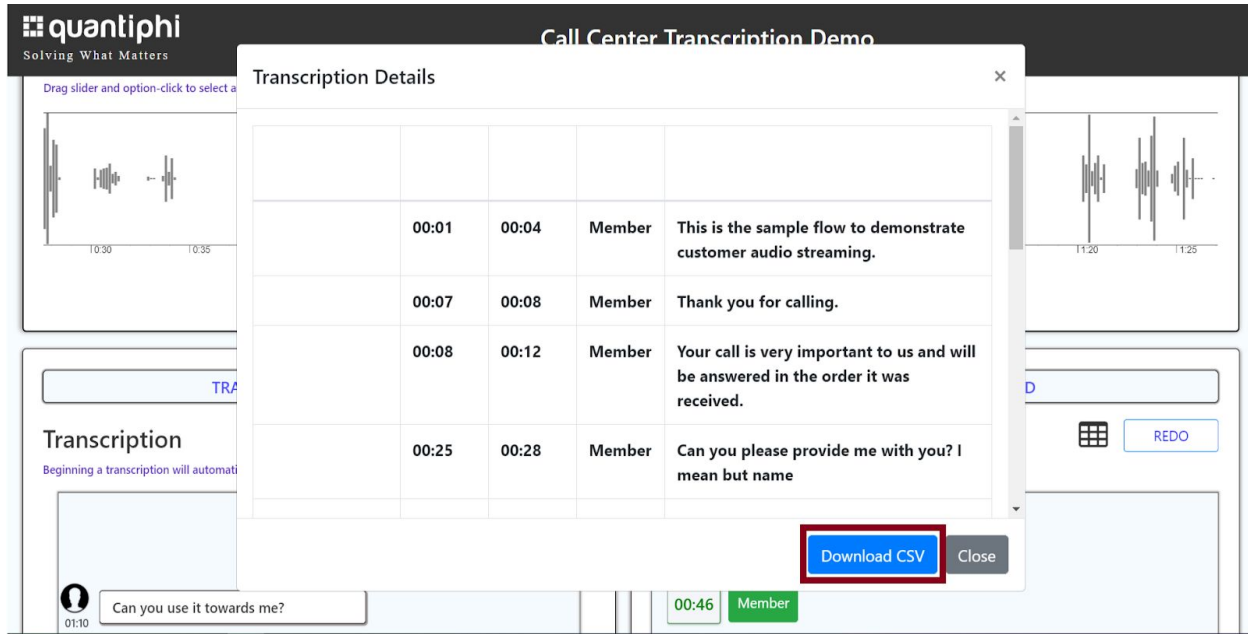 quantiphi
Solving What Matters
Call Center Transcription Demo
Drag slider and option-click to select a
0:30
0:35
1:20
1:25
Transcription Details
×
00:01 00:04 Member This is the sample flow to demonstrate
customer audio streaming.
00:07 00:08 Member Thank you for calling.
00:08 00:12 Member Your call is very important to us and will
be answered in the order it was
received.
00:25 00:28 Member Can you please provide me with you? I
mean but name
Download CSV
Close
TRA
D
Transcription
REDO
Beginning a transcription will automati
Can you use it towards me?
01:10
00:46 Member